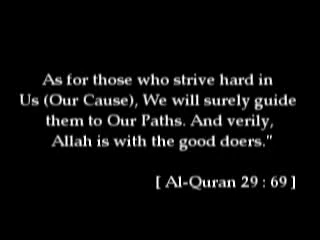 As for those who strive hard in
Us (Our Cause), We will surely guide
them to Our Paths. And verily,
Allah is with the good doers."
[ Al-Quran 29 : 69 ]